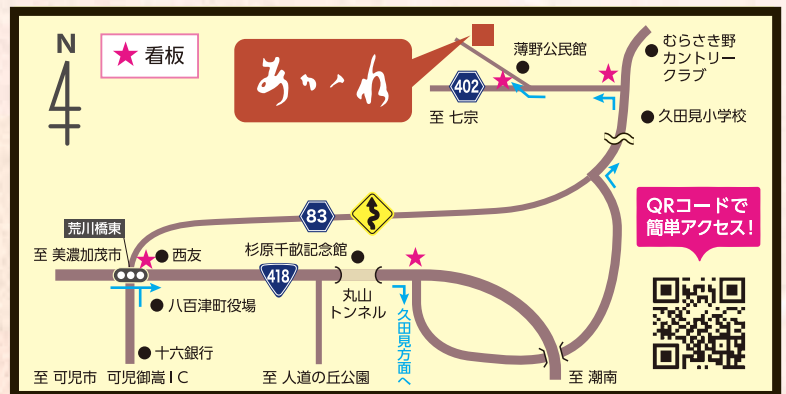 N
★ 看板
あかね
薄野公民館
むらさき野
カントリー
クラブ
402
至 七宗
久田見小学校
83
QRコードで
簡単アクセス!
荒川橋東
至 美濃加茂市
西友
杉原千畝記念館
418
丸山
トンネル
八百津町役場
久田見方面へ
十六銀行
至 可児市 可児御嵩IC
至 人道の丘公園
至 潮南